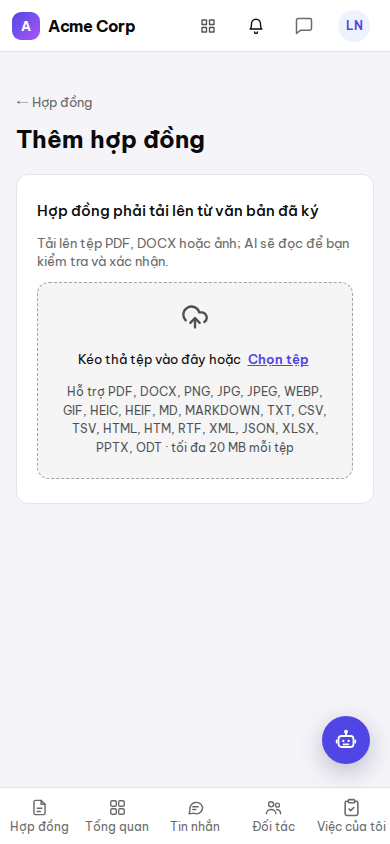 A Acme Corp LN
← Hợp đồng
Thêm hợp đồng
Hợp đồng phải tải lên từ văn bản đã ký
Tải lên tệp PDF, DOCX hoặc ảnh; AI sẽ đọc để bạn
kiểm tra và xác nhận.
Kéo thả tệp vào đây hoặc Chọn tệp
Hỗ trợ PDF, DOCX, PNG, JPG, JPEG, WEBP,
GIF, HEIC, HEIF, MD, MARKDOWN, TXT, CSV,
TSV, HTML, HTM, RTF, XML, JSON, XLSX,
PPTX, ODT · tối đa 20 MB mỗi tệp
Hợp đồng Tổng quan Tin nhắn Đối tác Việc của tôi